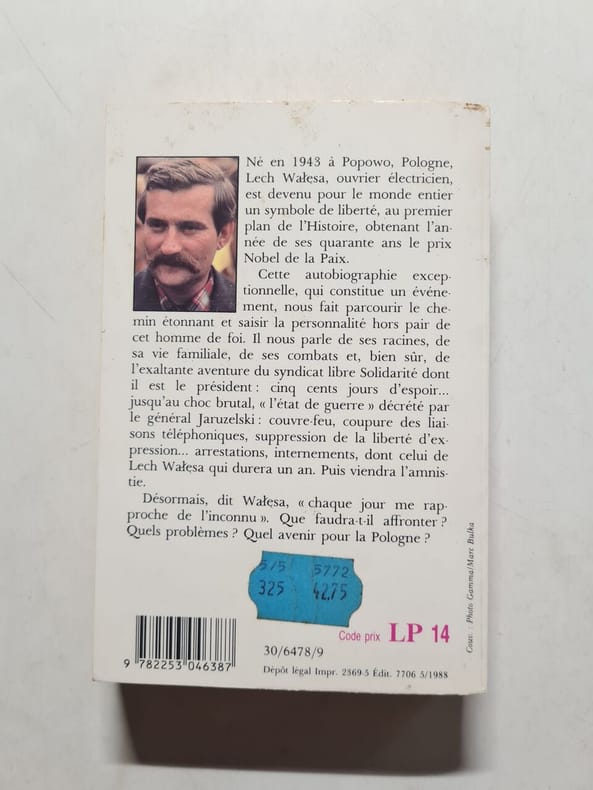 Né en 1943 à Popowo, Pologne,
Lech Wałęsa, ouvrier électricien,
est devenu pour le monde entier
un symbole de liberté, au premier
plan de l'Histoire, obtenant l'an-
née de ses quarante ans le prix
Nobel de la Paix.
Cette autobiographie excep-
tionnelle, qui constitue un événe-
ment, nous fait parcourir le che-
min étonnant et saisir la personnalité hors pair de
cet homme de foi. Il nous parle de ses racines, de
sa vie familiale, de ses combats et, bien sûr, de
l'exaltante aventure du syndicat libre Solidarité dont
il est le président : cinq cents jours d'espoir...
jusqu'au choc brutal, « l'état de guerre » décrété par
le général Jaruzelski : couvre-feu, coupure des liai-
sons téléphoniques, suppression de la liberté d'ex-
pression... arrestations, internements, dont celui de
Lech Wałęsa qui durera un an. Puis viendra l'amnis-
tie.
Désormais, dit Wałęsa, « chaque jour me rap-
proche de l'inconnu ». Que faudra-t-il affronter ?
Quels problèmes ? Quel avenir pour la Pologne ?
Couv. : Photo Gamma/Marc Bulka
5/5 5772
325 42,75
Code prix LP 14
30/6478/9
9 782253 046387
Dépôt légal Impr. 2369-5 Édit. 7706 5/1988